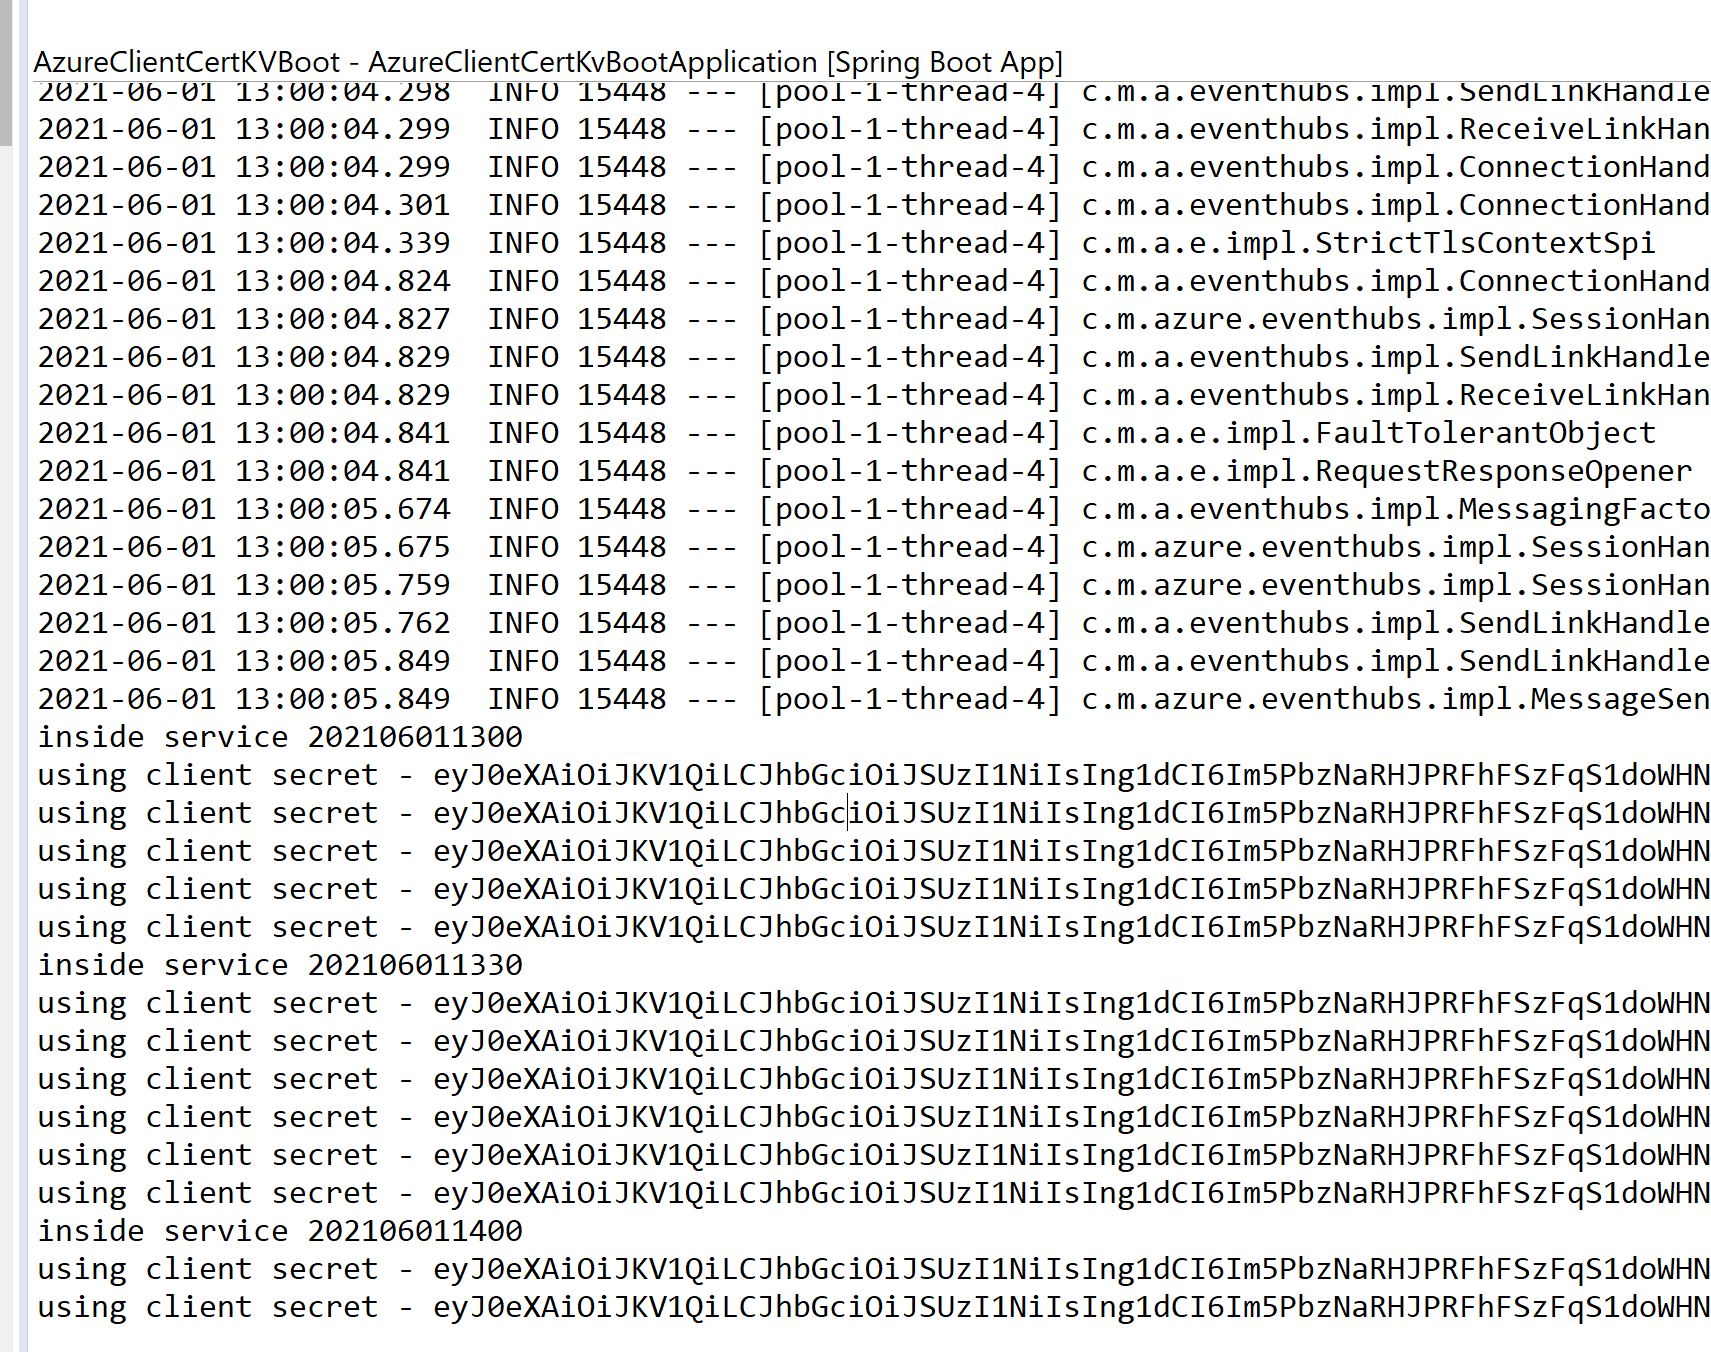 AzureClientCertKVBoot - AzureClientCertKvBootApplication [Spring Boot App]
2021-06-01 13:00:04.298  INFO 15448 --- [pool-1-thread-4] c.m.a.eventhubs.impl.SendLinkHandle
2021-06-01 13:00:04.299  INFO 15448 --- [pool-1-thread-4] c.m.a.eventhubs.impl.ReceiveLinkHan
2021-06-01 13:00:04.299  INFO 15448 --- [pool-1-thread-4] c.m.a.eventhubs.impl.ConnectionHand
2021-06-01 13:00:04.301  INFO 15448 --- [pool-1-thread-4] c.m.a.eventhubs.impl.ConnectionHand
2021-06-01 13:00:04.339  INFO 15448 --- [pool-1-thread-4] c.m.a.e.impl.StrictTlsContextSpi
2021-06-01 13:00:04.824  INFO 15448 --- [pool-1-thread-4] c.m.a.eventhubs.impl.ConnectionHand
2021-06-01 13:00:04.827  INFO 15448 --- [pool-1-thread-4] c.m.azure.eventhubs.impl.SessionHan
2021-06-01 13:00:04.829  INFO 15448 --- [pool-1-thread-4] c.m.a.eventhubs.impl.SendLinkHandle
2021-06-01 13:00:04.829  INFO 15448 --- [pool-1-thread-4] c.m.a.eventhubs.impl.ReceiveLinkHan
2021-06-01 13:00:04.841  INFO 15448 --- [pool-1-thread-4] c.m.a.e.impl.FaultTolerantObject
2021-06-01 13:00:04.841  INFO 15448 --- [pool-1-thread-4] c.m.a.e.impl.RequestResponseOpener
2021-06-01 13:00:05.674  INFO 15448 --- [pool-1-thread-4] c.m.a.eventhubs.impl.MessagingFacto
2021-06-01 13:00:05.675  INFO 15448 --- [pool-1-thread-4] c.m.azure.eventhubs.impl.SessionHan
2021-06-01 13:00:05.759  INFO 15448 --- [pool-1-thread-4] c.m.azure.eventhubs.impl.SessionHan
2021-06-01 13:00:05.762  INFO 15448 --- [pool-1-thread-4] c.m.a.eventhubs.impl.SendLinkHandle
2021-06-01 13:00:05.849  INFO 15448 --- [pool-1-thread-4] c.m.a.eventhubs.impl.SendLinkHandle
2021-06-01 13:00:05.849  INFO 15448 --- [pool-1-thread-4] c.m.azure.eventhubs.impl.MessageSen
inside service 202106011300
using client secret - eyJ0eXAiOiJKV1QiLCJhbGciOiJSUzI1NiIsIng1dCI6Im5PbzNaRHJPRFhFSzFqS1doWHN
using client secret - eyJ0eXAiOiJKV1QiLCJhbGciOiJSUzI1NiIsIng1dCI6Im5PbzNaRHJPRFhFSzFqS1doWHN
using client secret - eyJ0eXAiOiJKV1QiLCJhbGciOiJSUzI1NiIsIng1dCI6Im5PbzNaRHJPRFhFSzFqS1doWHN
using client secret - eyJ0eXAiOiJKV1QiLCJhbGciOiJSUzI1NiIsIng1dCI6Im5PbzNaRHJPRFhFSzFqS1doWHN
using client secret - eyJ0eXAiOiJKV1QiLCJhbGciOiJSUzI1NiIsIng1dCI6Im5PbzNaRHJPRFhFSzFqS1doWHN
inside service 202106011330
using client secret - eyJ0eXAiOiJKV1QiLCJhbGciOiJSUzI1NiIsIng1dCI6Im5PbzNaRHJPRFhFSzFqS1doWHN
using client secret - eyJ0eXAiOiJKV1QiLCJhbGciOiJSUzI1NiIsIng1dCI6Im5PbzNaRHJPRFhFSzFqS1doWHN
using client secret - eyJ0eXAiOiJKV1QiLCJhbGciOiJSUzI1NiIsIng1dCI6Im5PbzNaRHJPRFhFSzFqS1doWHN
using client secret - eyJ0eXAiOiJKV1QiLCJhbGciOiJSUzI1NiIsIng1dCI6Im5PbzNaRHJPRFhFSzFqS1doWHN
using client secret - eyJ0eXAiOiJKV1QiLCJhbGciOiJSUzI1NiIsIng1dCI6Im5PbzNaRHJPRFhFSzFqS1doWHN
using client secret - eyJ0eXAiOiJKV1QiLCJhbGciOiJSUzI1NiIsIng1dCI6Im5PbzNaRHJPRFhFSzFqS1doWHN
inside service 202106011400
using client secret - eyJ0eXAiOiJKV1QiLCJhbGciOiJSUzI1NiIsIng1dCI6Im5PbzNaRHJPRFhFSzFqS1doWHN
using client secret - eyJ0eXAiOiJKV1QiLCJhbGciOiJSUzI1NiIsIng1dCI6Im5PbzNaRHJPRFhFSzFqS1doWHN